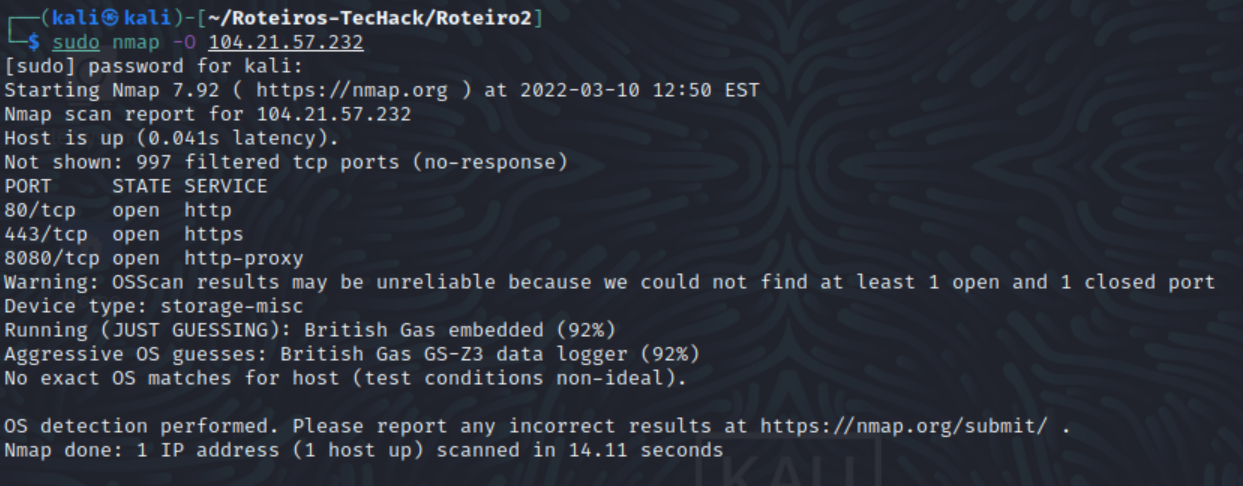 ┌──(kali㉿kali)-[~/Roteiros-TecHack/Roteiro2]
└─$ sudo nmap -O 104.21.57.232
[sudo] password for kali:
Starting Nmap 7.92 ( https://nmap.org ) at 2022-03-10 12:50 EST
Nmap scan report for 104.21.57.232
Host is up (0.041s latency).
Not shown: 997 filtered tcp ports (no-response)
PORT     STATE SERVICE
80/tcp   open  http
443/tcp  open  https
8080/tcp open  http-proxy
Warning: OSScan results may be unreliable because we could not find at least 1 open and 1 closed port
Device type: storage-misc
Running (JUST GUESSING): British Gas embedded (92%)
Aggressive OS guesses: British Gas GS-Z3 data logger (92%)
No exact OS matches for host (test conditions non-ideal).

OS detection performed. Please report any incorrect results at https://nmap.org/submit/ .
Nmap done: 1 IP address (1 host up) scanned in 14.11 seconds
KALI